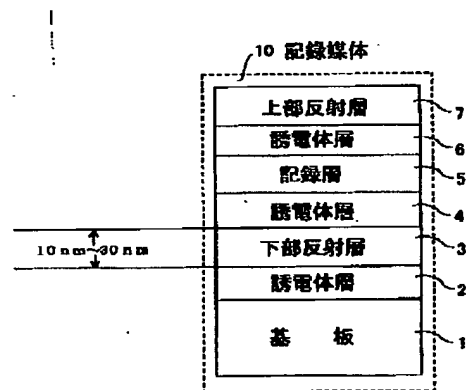 10 記録媒体
上部反射層 7
誘電体層 6
記録層 5
誘電体層 4
下部反射層 3
10nm~30nm
誘電体層 2
基 板 1